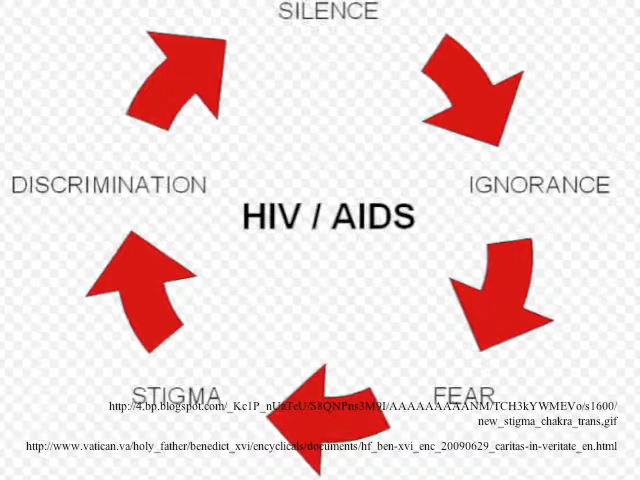 SILENCE
DISCRIMINATION
IGNORANCE
HIV / AIDS
STIGMA
FEAR
http://4.bp.blogspot.com/_Kc1P_nUaTeU/S8QNPns3M9I/AAAAAAAAANM/TCH3kYWMEVo/s1600/
new_stigma_chakra_trans,gif
http://www.vatican.va/holy_father/benedict_xvi/encyclicals/documents/hf_ben-xvi_enc_20090629_caritas-in-veritate_en.html